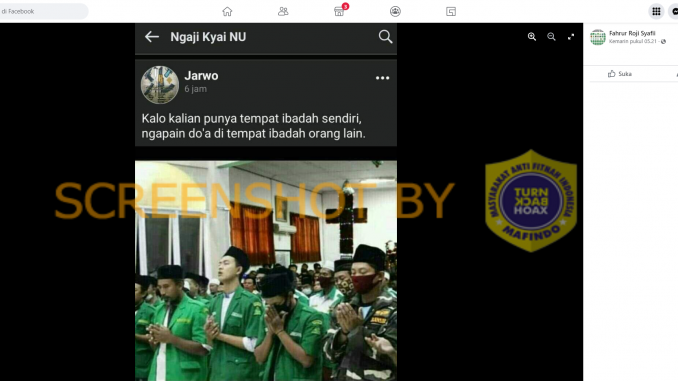 di Facebook
9
Fahrur Roji Syafii
Kemarin pukul 05.21
Suka
Ngaji Kyai NU
Jarwo
6 jam
Kalo kalian punya tempat ibadah sendiri,
ngapain do'a di tempat ibadah orang lain.
SCREENSHOT BY
MASYARAKAT ANTI FITNAH INDONESIA
TURN
BACK
HOAX
MAFINDO